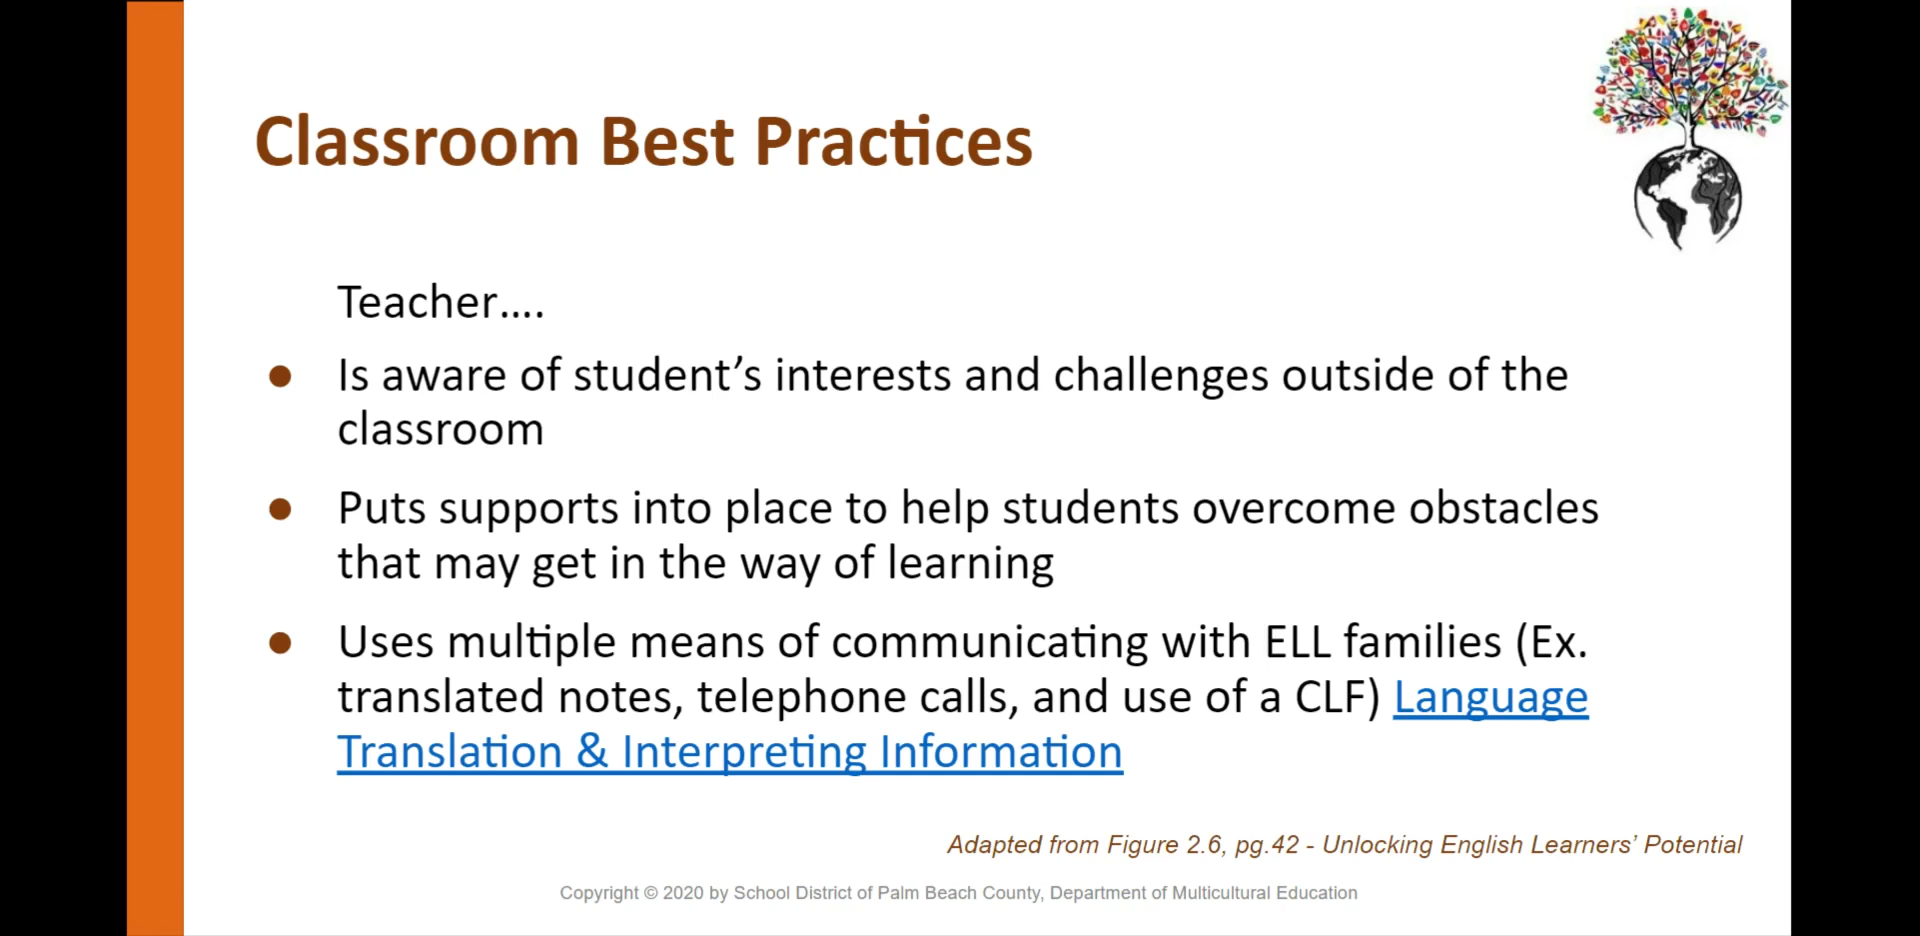 Classroom Best Practices
Teacher....
● Is aware of student’s interests and challenges outside of the
classroom
● Puts supports into place to help students overcome obstacles
that may get in the way of learning
● Uses multiple means of communicating with ELL families (Ex.
translated notes, telephone calls, and use of a CLF) Language
Translation & Interpreting Information
Adapted from Figure 2.6, pg.42 - Unlocking English Learners’ Potential
Copyright © 2020 by School District of Palm Beach County, Department of Multicultural Education